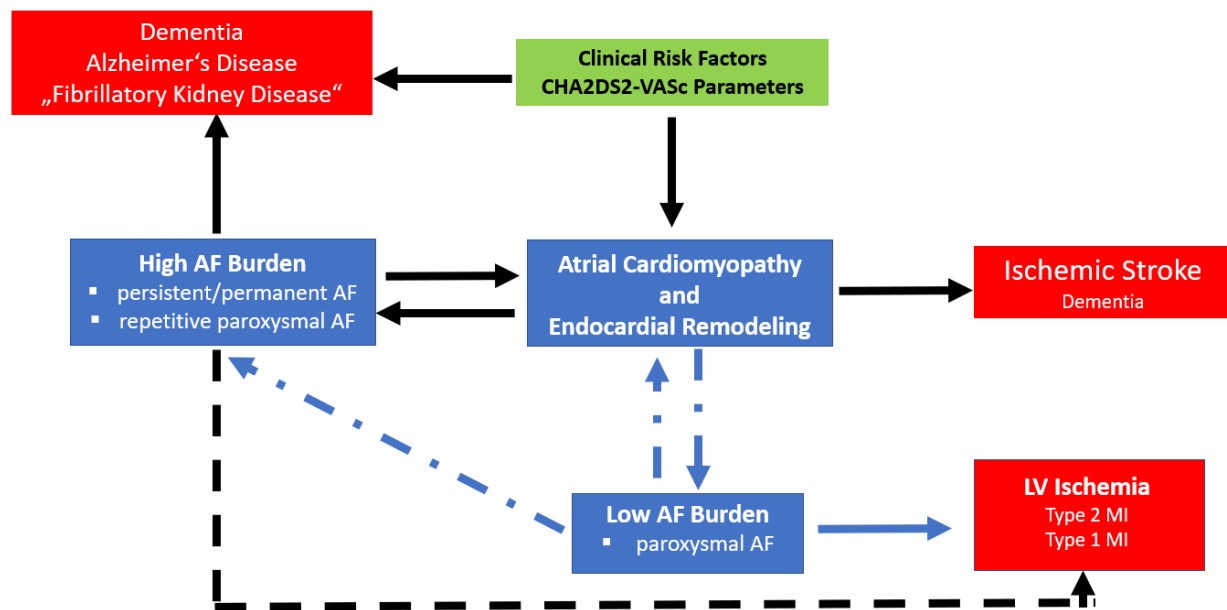 Dementia
Alzheimer‘s Disease
„Fibrillatory Kidney Disease“
Clinical Risk Factors
CHA2DS2-VASc Parameters
High AF Burden
▪ persistent/permanent AF
▪ repetitive paroxysmal AF
Atrial Cardiomyopathy
and
Endocardial Remodeling
Ischemic Stroke
Dementia
Low AF Burden
▪ paroxysmal AF
LV Ischemia
Type 2 MI
Type 1 MI